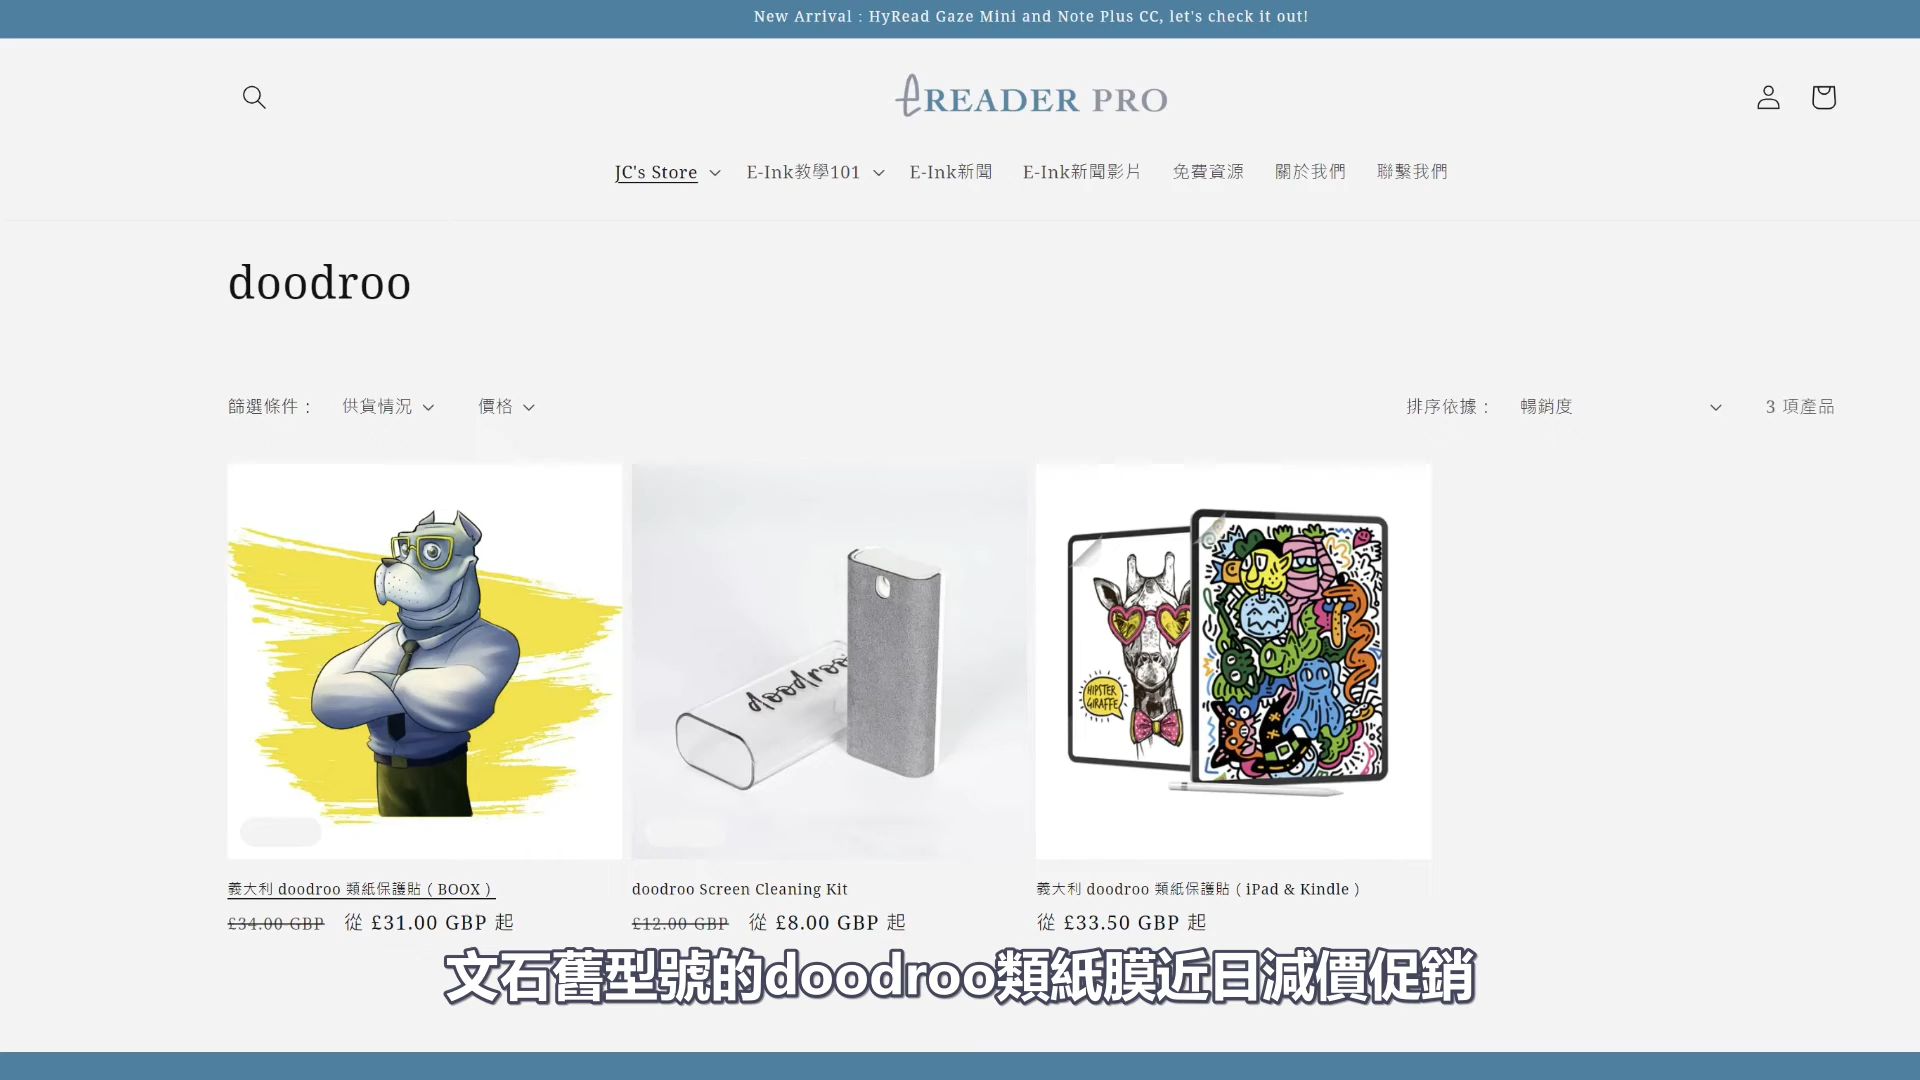 New Arrival : HyRead Gaze Mini and Note Plus CC, let's check it out!
eREADER PRO
JC's Store E-Ink教學101 E-Ink新聞 E-Ink新聞影片 免費資源 關於我們 聯繫我們
doodroo
篩選條件： 供貨情況 價格 排序依據： 暢銷度 3 項產品
doodroo
HIPSTER GIRAFFE
義大利 doodroo 類紙保護貼（BOOX） doodroo Screen Cleaning Kit 義大利 doodroo 類紙保護貼（iPad & Kindle）
£34.00 GBP 從 £31.00 GBP 起 £12.00 GBP 從 £8.00 GBP 起 從 £33.50 GBP 起
文石舊型號的doodroo類紙膜近日減價促銷